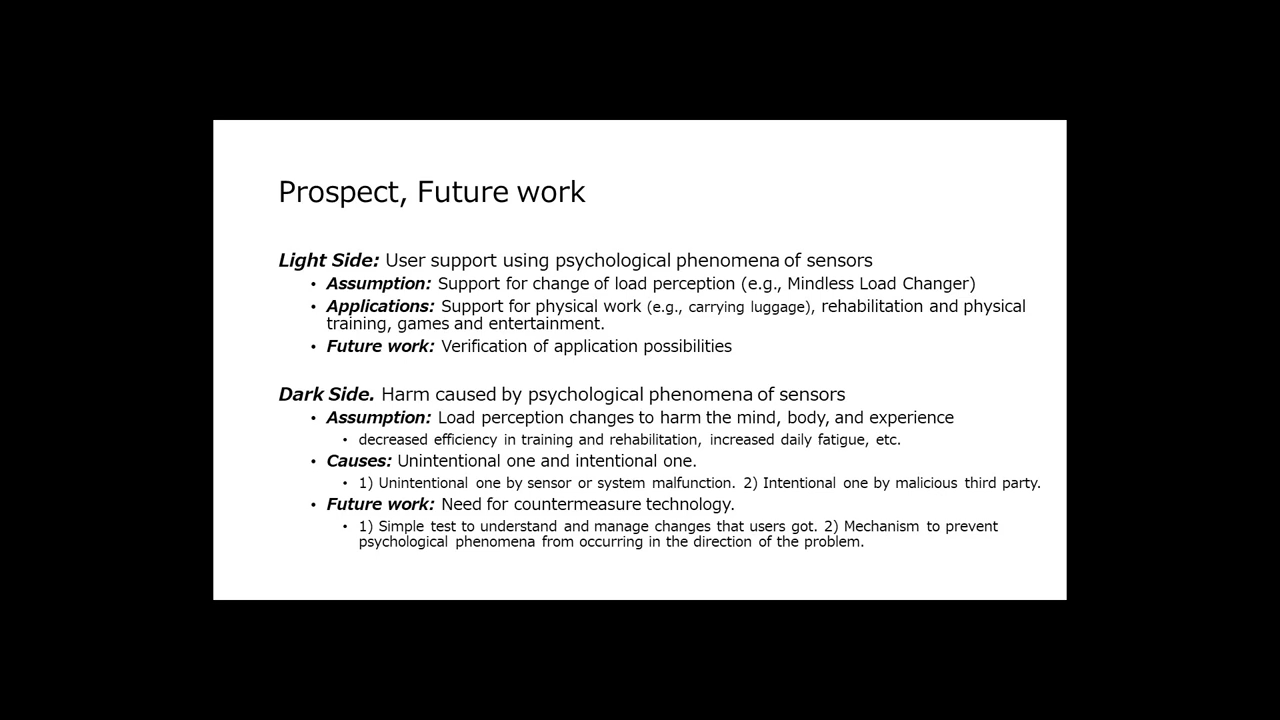 Prospect, Future work
Light Side: User support using psychological phenomena of sensors
• Assumption: Support for change of load perception (e.g., Mindless Load Changer)
• Applications: Support for physical work (e.g., carrying luggage), rehabilitation and physical
training, games and entertainment.
• Future work: Verification of application possibilities
Dark Side. Harm caused by psychological phenomena of sensors
• Assumption: Load perception changes to harm the mind, body, and experience
• decreased efficiency in training and rehabilitation, increased daily fatigue, etc.
• Causes: Unintentional one and intentional one.
• 1) Unintentional one by sensor or system malfunction. 2) Intentional one by malicious third party.
• Future work: Need for countermeasure technology.
• 1) Simple test to understand and manage changes that users got. 2) Mechanism to prevent
psychological phenomena from occurring in the direction of the problem.